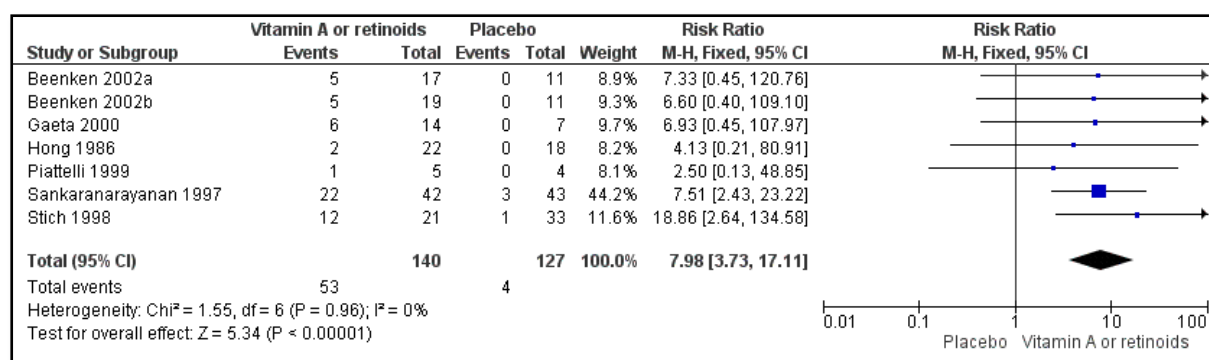 Vitamin A or retinoids Placebo Risk Ratio Risk Ratio
Study or Subgroup Events Total Events Total Weight M-H, Fixed, 95% CI M-H, Fixed, 95% CI
Beenken 2002a 5 17 0 11 8.9% 7.33 [0.45, 120.76]
Beenken 2002b 5 19 0 11 9.3% 6.60 [0.40, 109.10]
Gaeta 2000 6 14 0 7 9.7% 6.93 [0.45, 107.97]
Hong 1986 2 22 0 18 8.2% 4.13 [0.21, 80.91]
Piattelli 1999 1 5 0 4 8.1% 2.50 [0.13, 48.85]
Sankaranarayanan 1997 22 42 3 43 44.2% 7.51 [2.43, 23.22]
Stich 1998 12 21 1 33 11.6% 18.86 [2.64, 134.58]
Total (95% CI) 140 127 100.0% 7.98 [3.73, 17.11]
Total events 53 4
Heterogeneity: Chi² = 1.55, df = 6 (P = 0.96); I² = 0%
Test for overall effect: Z = 5.34 (P < 0.00001)
0.01 0.1 1 10 100
Placebo Vitamin A or retinoids